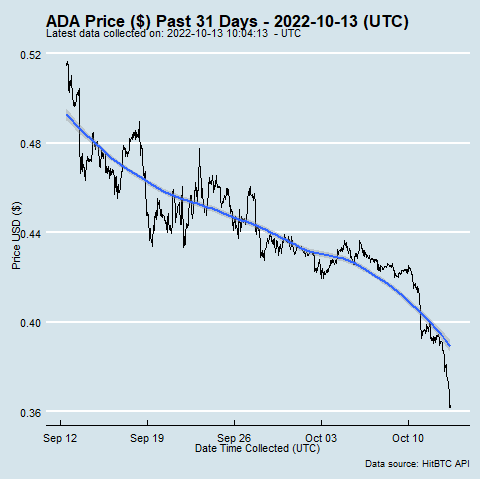 ADA Price ($) Past 31 Days - 2022-10-13 (UTC)
Latest data collected on: 2022-10-13 10:04:13  - UTC
Price USD ($)
0.52
0.48
0.44
0.40
0.36
Sep 12
Sep 19
Sep 26
Oct 03
Oct 10
Date Time Collected (UTC)
Data source: HitBTC API